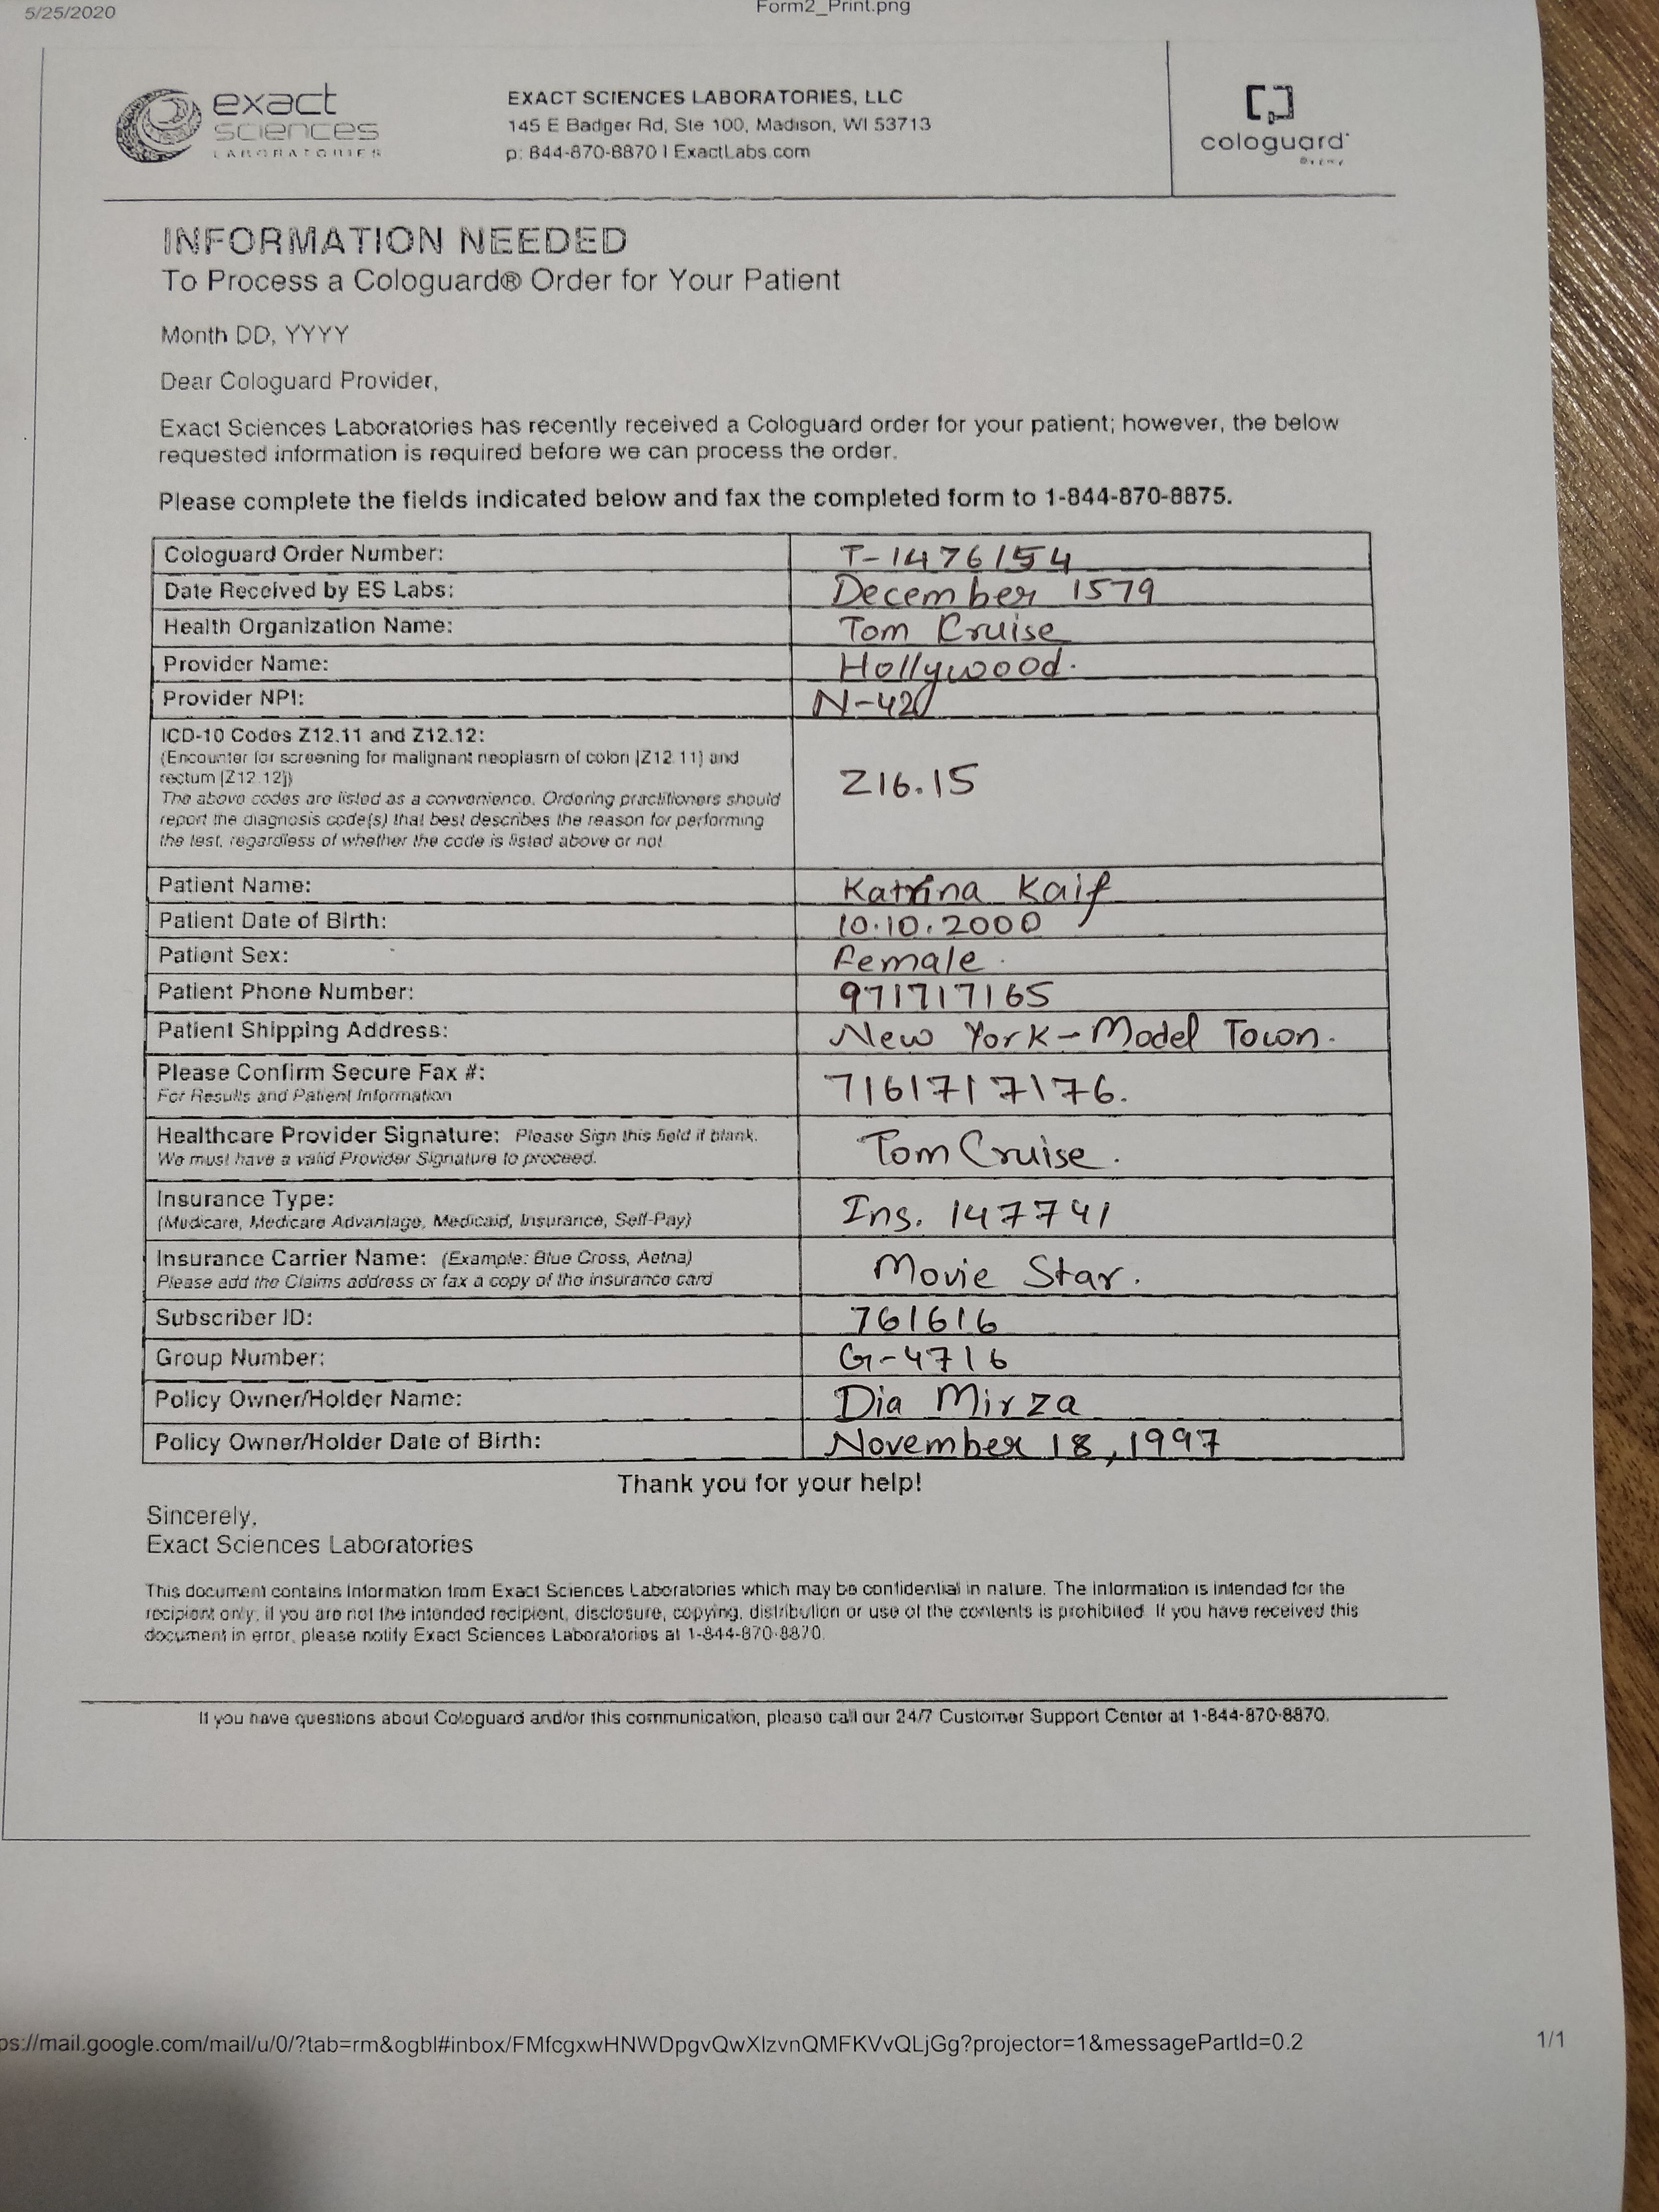 5/25/2020
Form2_Print.png
exact
sciences
LABORATORIES
EXACT SCIENCES LABORATORIES, LLC
145 E Badger Rd, Ste 100, Madison, WI 53713
p: 844-870-8870 | ExactLabs.com
cologuard
INFORMATION NEEDED
To Process a Cologuard® Order for Your Patient
Month DD, YYYY
Dear Cologuard Provider,
Exact Sciences Laboratories has recently received a Cologuard order for your patient; however, the below
requested information is required before we can process the order.
Please complete the fields indicated below and fax the completed form to 1-844-870-8875.
Cologuard Order Number: T-1476154
Date Received by ES Labs: December 1579
Health Organization Name: Tom Cruise
Provider Name: Hollywood.
Provider NPI: N-420
ICD-10 Codes Z12.11 and Z12.12:
(Encounter for screening for malignant neoplasm of colon [Z12.11] and
rectum [Z12.12])
Z16.15
The above codes are listed as a convenience. Ordering practitioners should
report the diagnosis code(s) that best describes the reason for performing
the test, regardless of whether the code is listed above or not.
Patient Name: Katrina Kaif
Patient Date of Birth: 10.10.2000
Patient Sex: Female.
Patient Phone Number: 971717165
Patient Shipping Address: New York-Model Town.
Please Confirm Secure Fax #: 7161717176.
For Results and Patient Information
Healthcare Provider Signature: Please Sign this field if blank. Tom Cruise.
We must have a valid Provider Signature to proceed.
Insurance Type: Ins. 147741
(Medicare, Medicare Advantage, Medicaid, Insurance, Self-Pay)
Insurance Carrier Name: (Example: Blue Cross, Aetna) Movie Star.
Please add the Claims address or fax a copy of the insurance card
Subscriber ID: 761616
Group Number: G-4716
Policy Owner/Holder Name: Dia Mirza
Policy Owner/Holder Date of Birth: November 18, 1997
Thank you for your help!
Sincerely,
Exact Sciences Laboratories
This document contains information from Exact Sciences Laboratories which may be confidential in nature. The information is intended for the
recipient only; if you are not the intended recipient, disclosure, copying, distribution or use of the contents is prohibited. If you have received this
document in error, please notify Exact Sciences Laboratories at 1-844-870-8870.
If you have questions about Cologuard and/or this communication, please call our 24/7 Customer Support Center at 1-844-870-8870.
ps://mail.google.com/mail/u/0/?tab=rm&ogbl#inbox/FMfcgxwHNWDpgvQwXlzvnQMFKVvQLjGg?projector=1&messagePartId=0.2
1/1